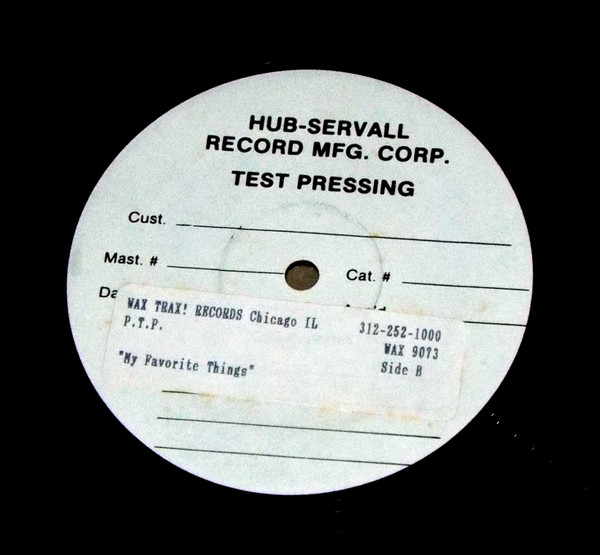 HUB-SERVALL
RECORD MFG. CORP.
TEST PRESSING
Cust.
Mast. #
Cat. #
WAX TRAX! RECORDS Chicago IL 312-252-1000
P.T.P. WAX 9073
"My Favorite Things" Side B